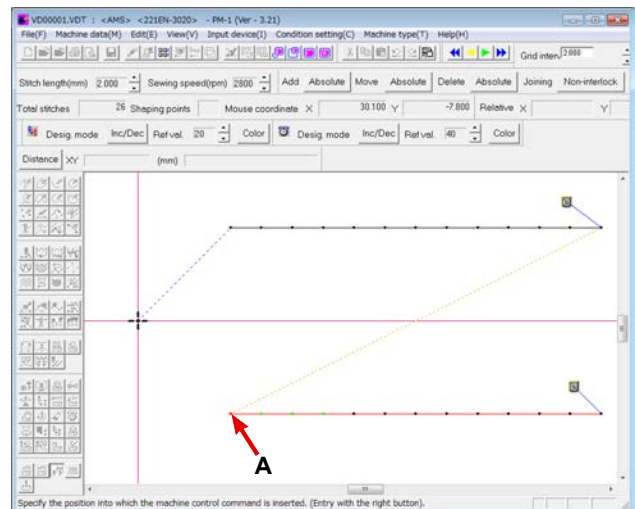 VD00001.VDT : <AMS> <221EN-3020> - PM-1 (Ver - 3.21)
File(F) Machine data(M) Edit(E) View(V) Input device(I) Condition setting(C) Machine type(T) Help(H)
Grid interv 2.000
Stitch length(mm) 2.000 Sewing speed(rpm) 2800 Add Absolute Move Absolute Delete Absolute Joining Non-interlock
Total stitches 26 Shaping points Mouse coordinate X 30.100 Y -7.800 Relative X Y
Desig. mode Inc/Dec Ref.val. 20 Color Desig. mode Inc/Dec Ref.val. 40 Color
Distance XY (mm)
A
Specify the position into which the machine control command is inserted. (Entry with the right button).